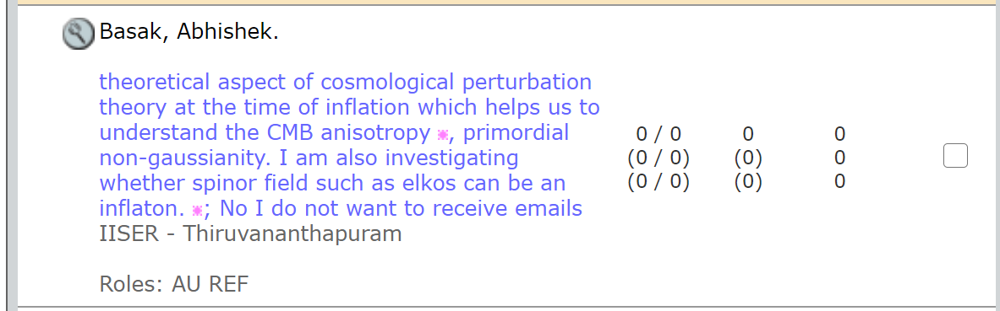 Basak, Abhishek.
theoretical aspect of cosmological perturbation
theory at the time of inflation which helps us to
understand the CMB anisotropy , primordial
non-gaussianity. I am also investigating
whether spinor field such as elkos can be an
inflaton. ; No I do not want to receive emails
IISER - Thiruvananthapuram
Roles: AU REF
0 / 0 0 0
(0 / 0) (0) 0
(0 / 0) (0) 0